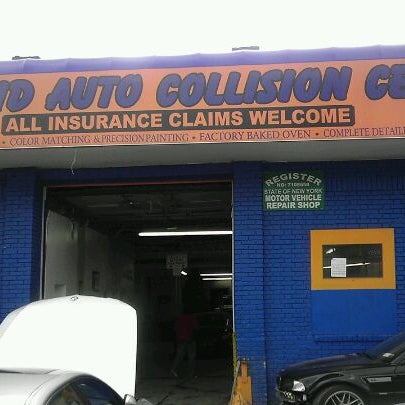 AUTO COLLISION
ALL INSURANCE CLAIMS WELCOME
• COLOR MATCHING & PRECISION PAINTING • FACTORY BAKED OVEN • COMPLETE
REGISTER
STATE OF NEW YORK
MOTOR VEHICLE
REPAIR SHOP